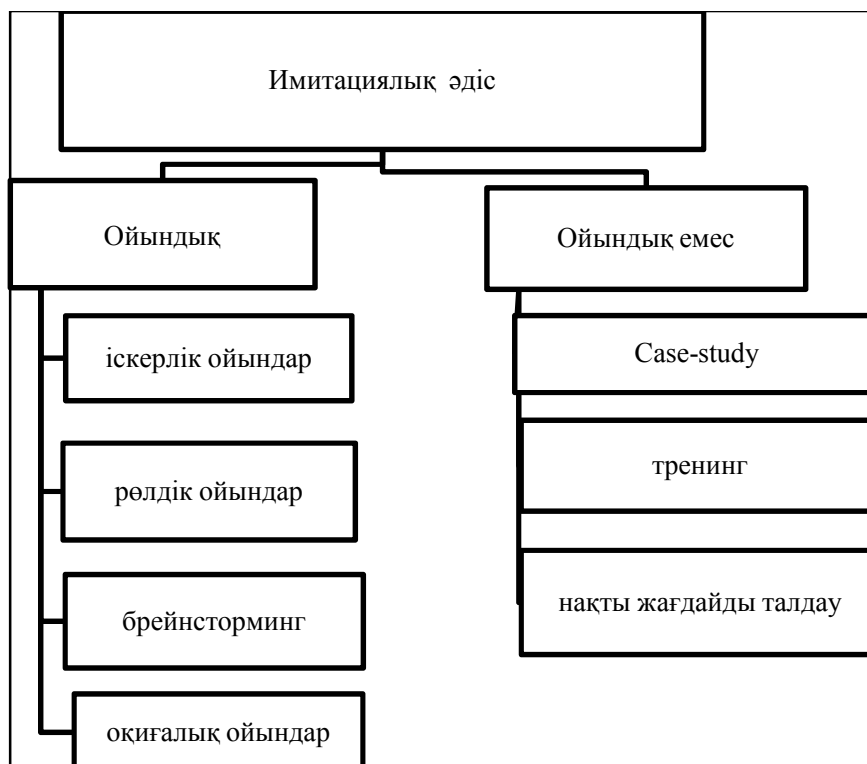 Имитациялық әдіс
Ойындық
Ойындық емес
іскерлік ойындар
рөлдік ойындар
брейнсторминг
оқиғалық ойындар
Case-study
тренинг
нақты жағдайды талдау